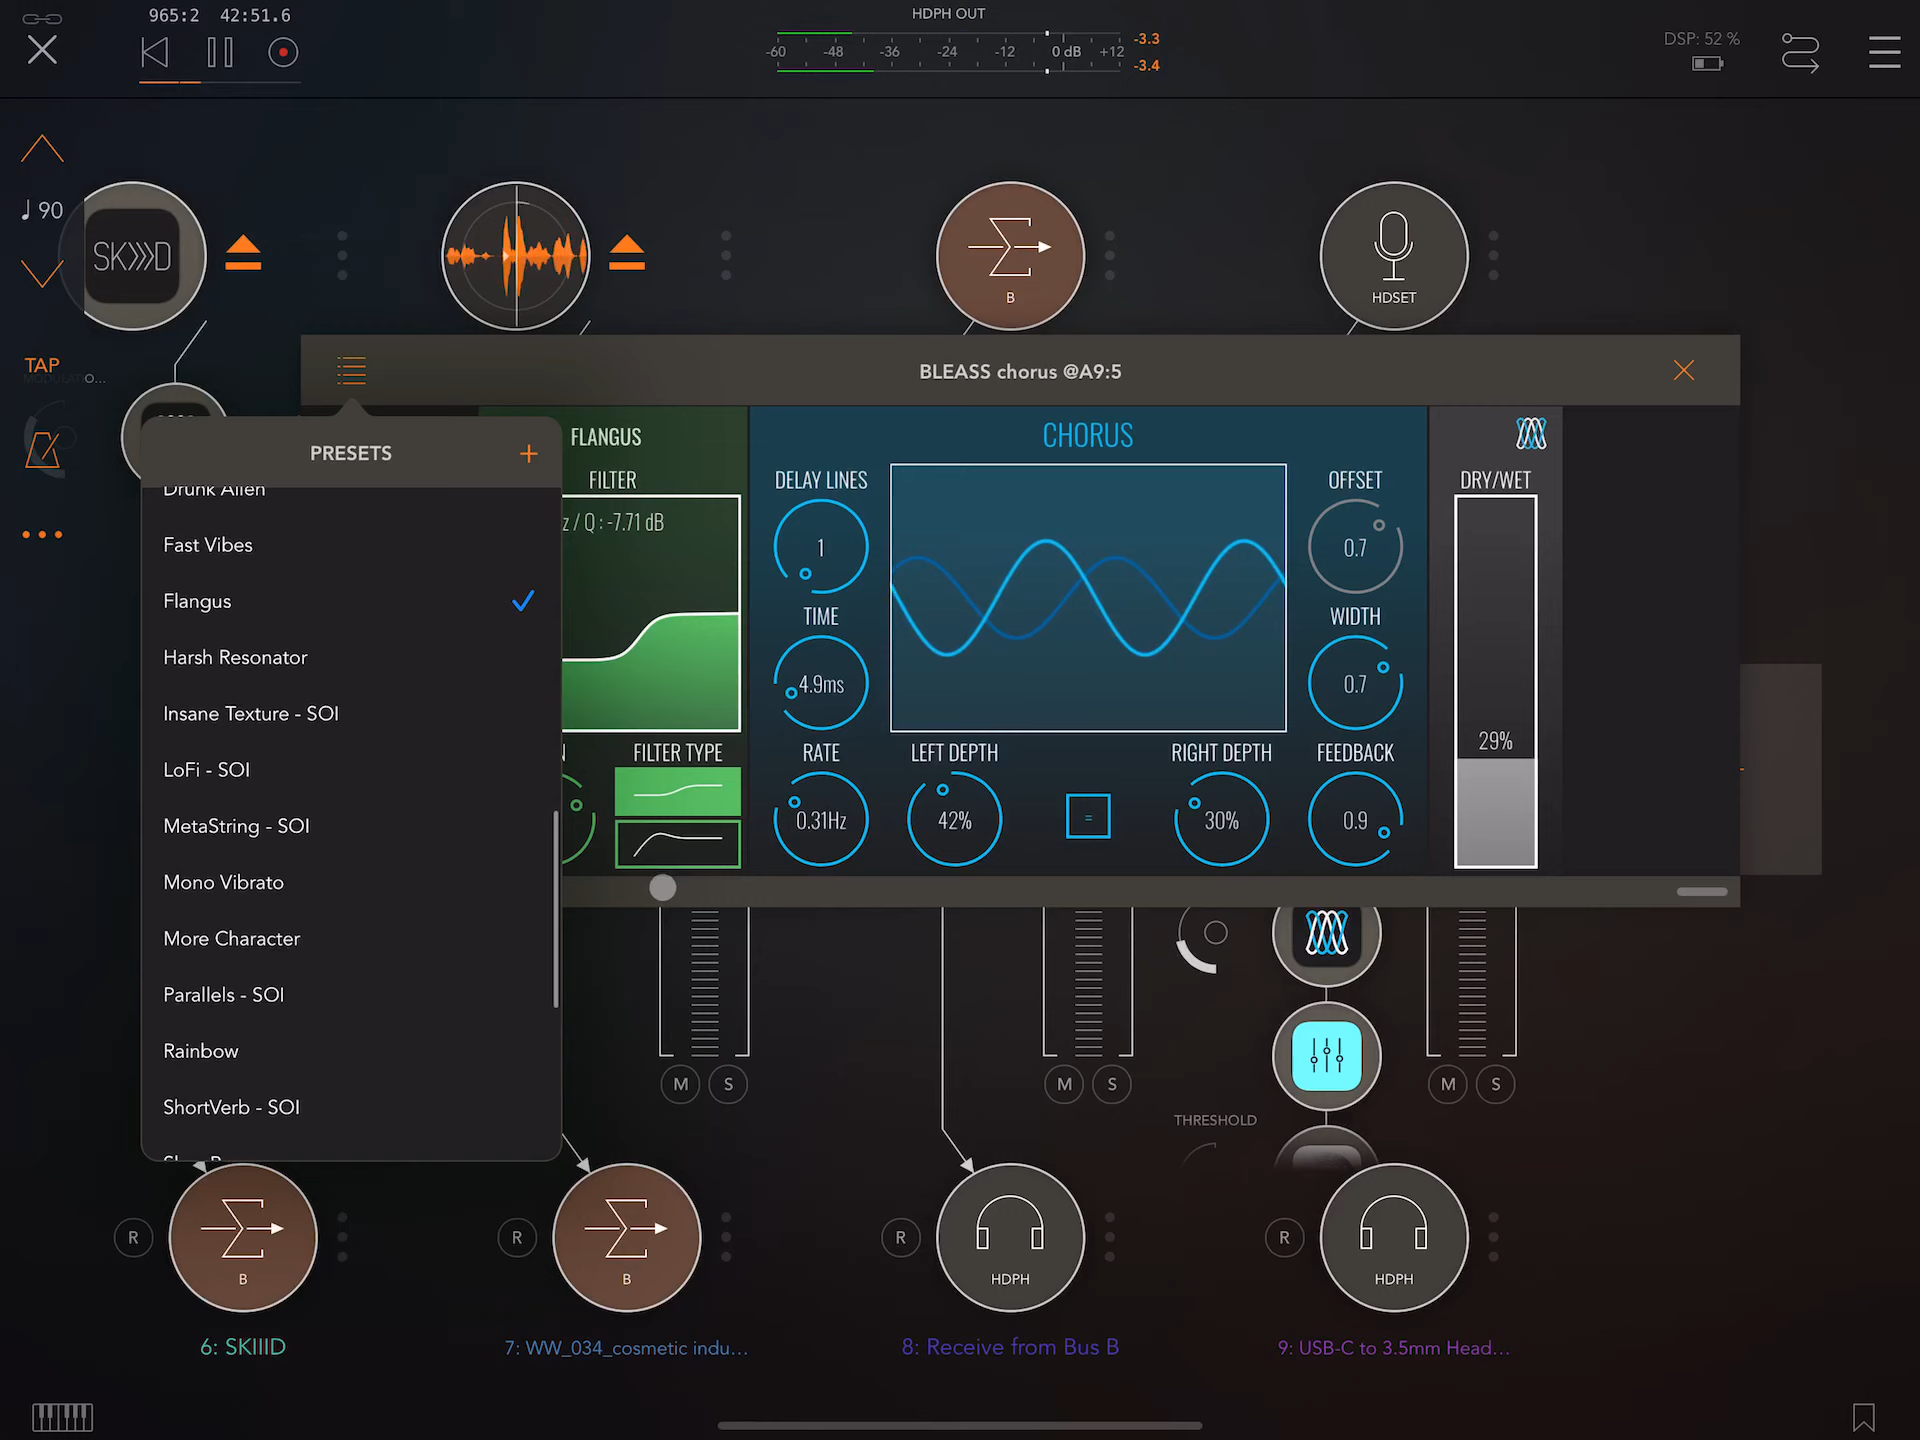 965:2 42:51.6
HDPH OUT
-60 -48 -36 -24 -12 0 dB +12
-3.3
-3.4
DSP: 52 %
90
SK>>>D
B
HDSET
TAP
BLEASS chorus @A9:5
PRESETS
+
Drunk Alien
Fast Vibes
Flangus
Harsh Resonator
Insane Texture - SOI
LoFi - SOI
MetaString - SOI
Mono Vibrato
More Character
Parallels - SOI
Rainbow
ShortVerb - SOI
FLANGUS
FILTER
z / Q : -7.71 dB
FILTER TYPE
CHORUS
DELAY LINES
1
TIME
4.9ms
RATE
0.31Hz
LEFT DEPTH
42%
=
RIGHT DEPTH
30%
OFFSET
0.7
WIDTH
0.7
FEEDBACK
0.9
DRY/WET
29%
M S
M S
M S
THRESHOLD
R
B
R
B
R
HDPH
R
HDPH
6: SKIIID
7: WW_034_cosmetic indu...
8: Receive from Bus B
9: USB-C to 3.5mm Head...